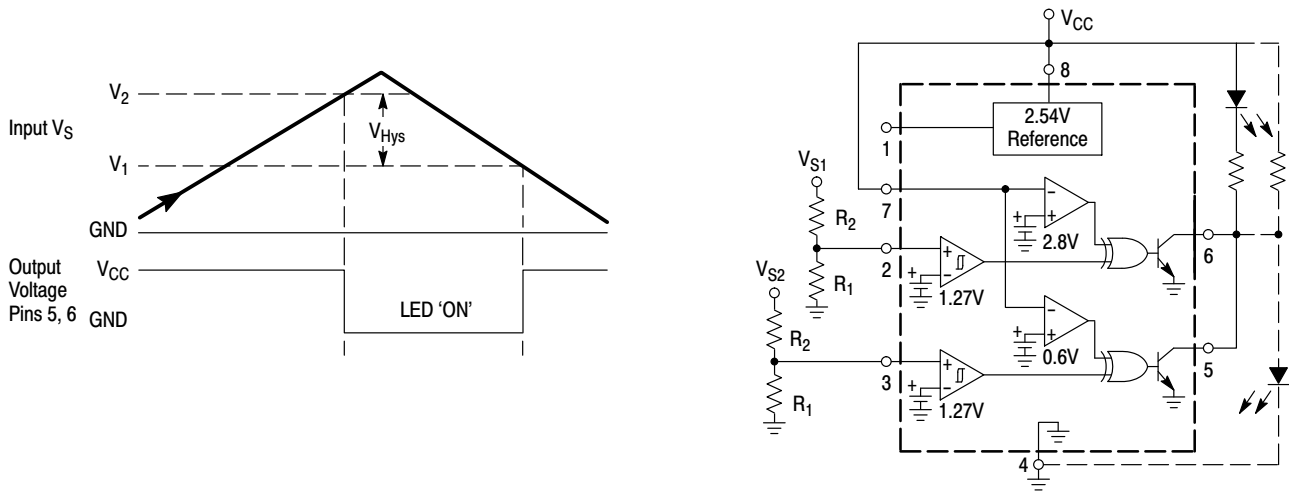 V2
Input VS
VHys
V1
GND
Output
Voltage
Pins 5, 6
VCC
GND
LED 'ON'
VCC
8
2.54V
Reference
1
VS1
7
R2
2.8V
6
2
VS2
R1
1.27V
R2
0.6V
5
3
R1
1.27V
4